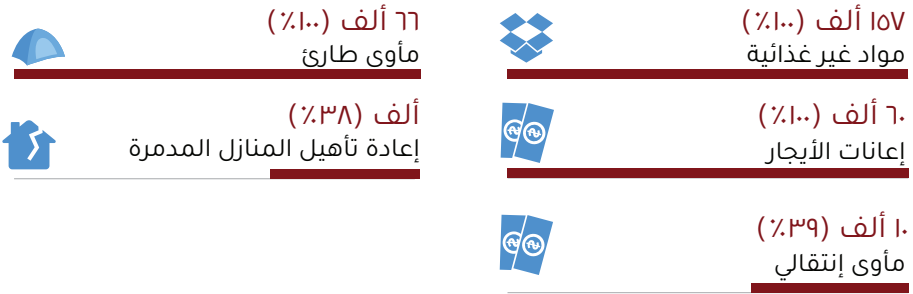 ١٥٧ ألف (١٠٠٪)
مواد غير غذائية
٦٦ ألف (١٠٠٪)
مأوى طارئ
٦٠ ألف (١٠٠٪)
إعانات الأيجار
ألف (٣٨٪)
إعادة تأهيل المنازل المدمرة
١٠ ألف (٣٩٪)
مأوى إنتقالي